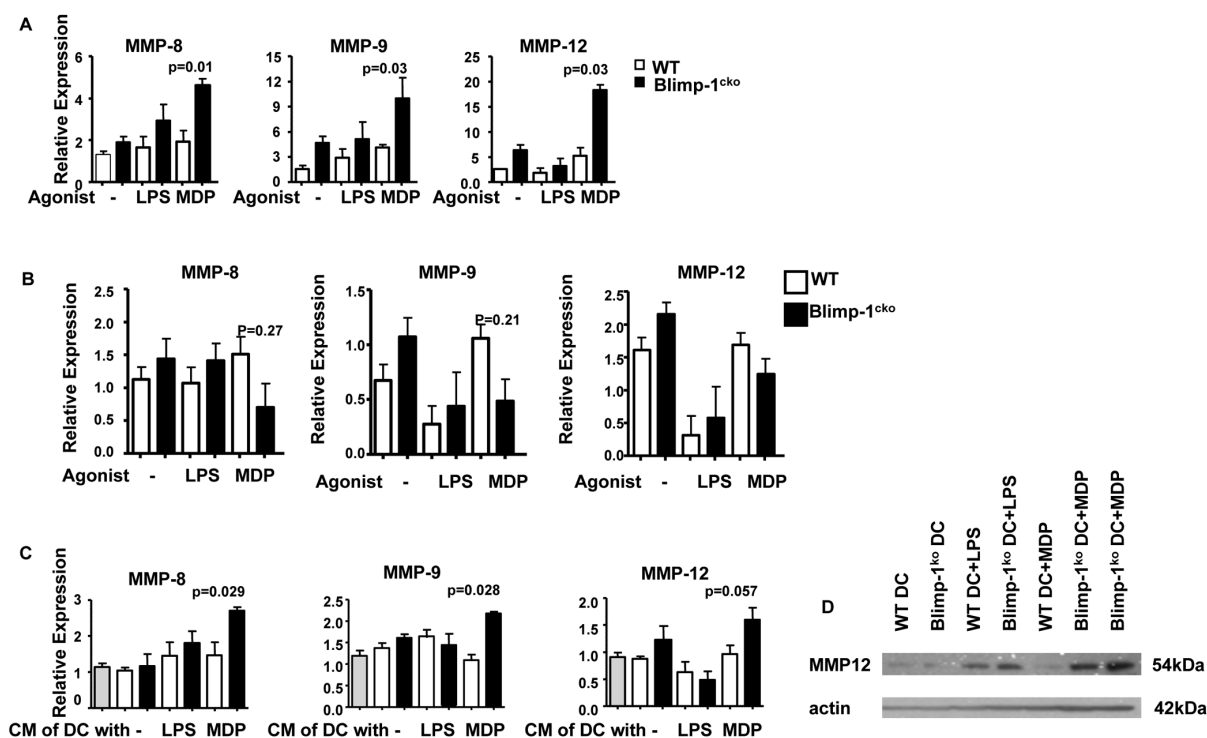 A
MMP-8
MMP-9
MMP-12
Relative Expression
6
4
2
0
p=0.01
15
12
9
6
3
0
p=0.03
25
20
15
10
5
0
p=0.03
WT
Blimp-1cko
Agonist - LPS MDP
Agonist - LPS MDP
Agonist - LPS MDP
B
MMP-8
MMP-9
MMP-12
Relative Expression
2.5
2.0
1.5
1.0
0.5
0.0
P=0.27
Relative Expression
1.5
1.0
0.5
0.0
P=0.21
Relative Expression
2.5
2.0
1.5
1.0
0.5
0.0
WT
Blimp-1cko
Agonist - LPS MDP
Agonist - LPS MDP
Agonist - LPS MDP
C
MMP-8
MMP-9
MMP-12
Relative Expression
3
2
1
0
p=0.029
2.5
2.0
1.5
1.0
0.5
0.0
p=0.028
2.0
1.5
1.0
0.5
0.0
p=0.057
CM of DC with - LPS MDP
CM of DC with - LPS MDP
CM of DC with - LPS MDP
D
WT DC
Blimp-1ko DC
WT DC+LPS
Blimp-1ko DC+LPS
WT DC+MDP
Blimp-1ko DC+MDP
Blimp-1ko DC+MDP
MMP12
54kDa
actin
42kDa